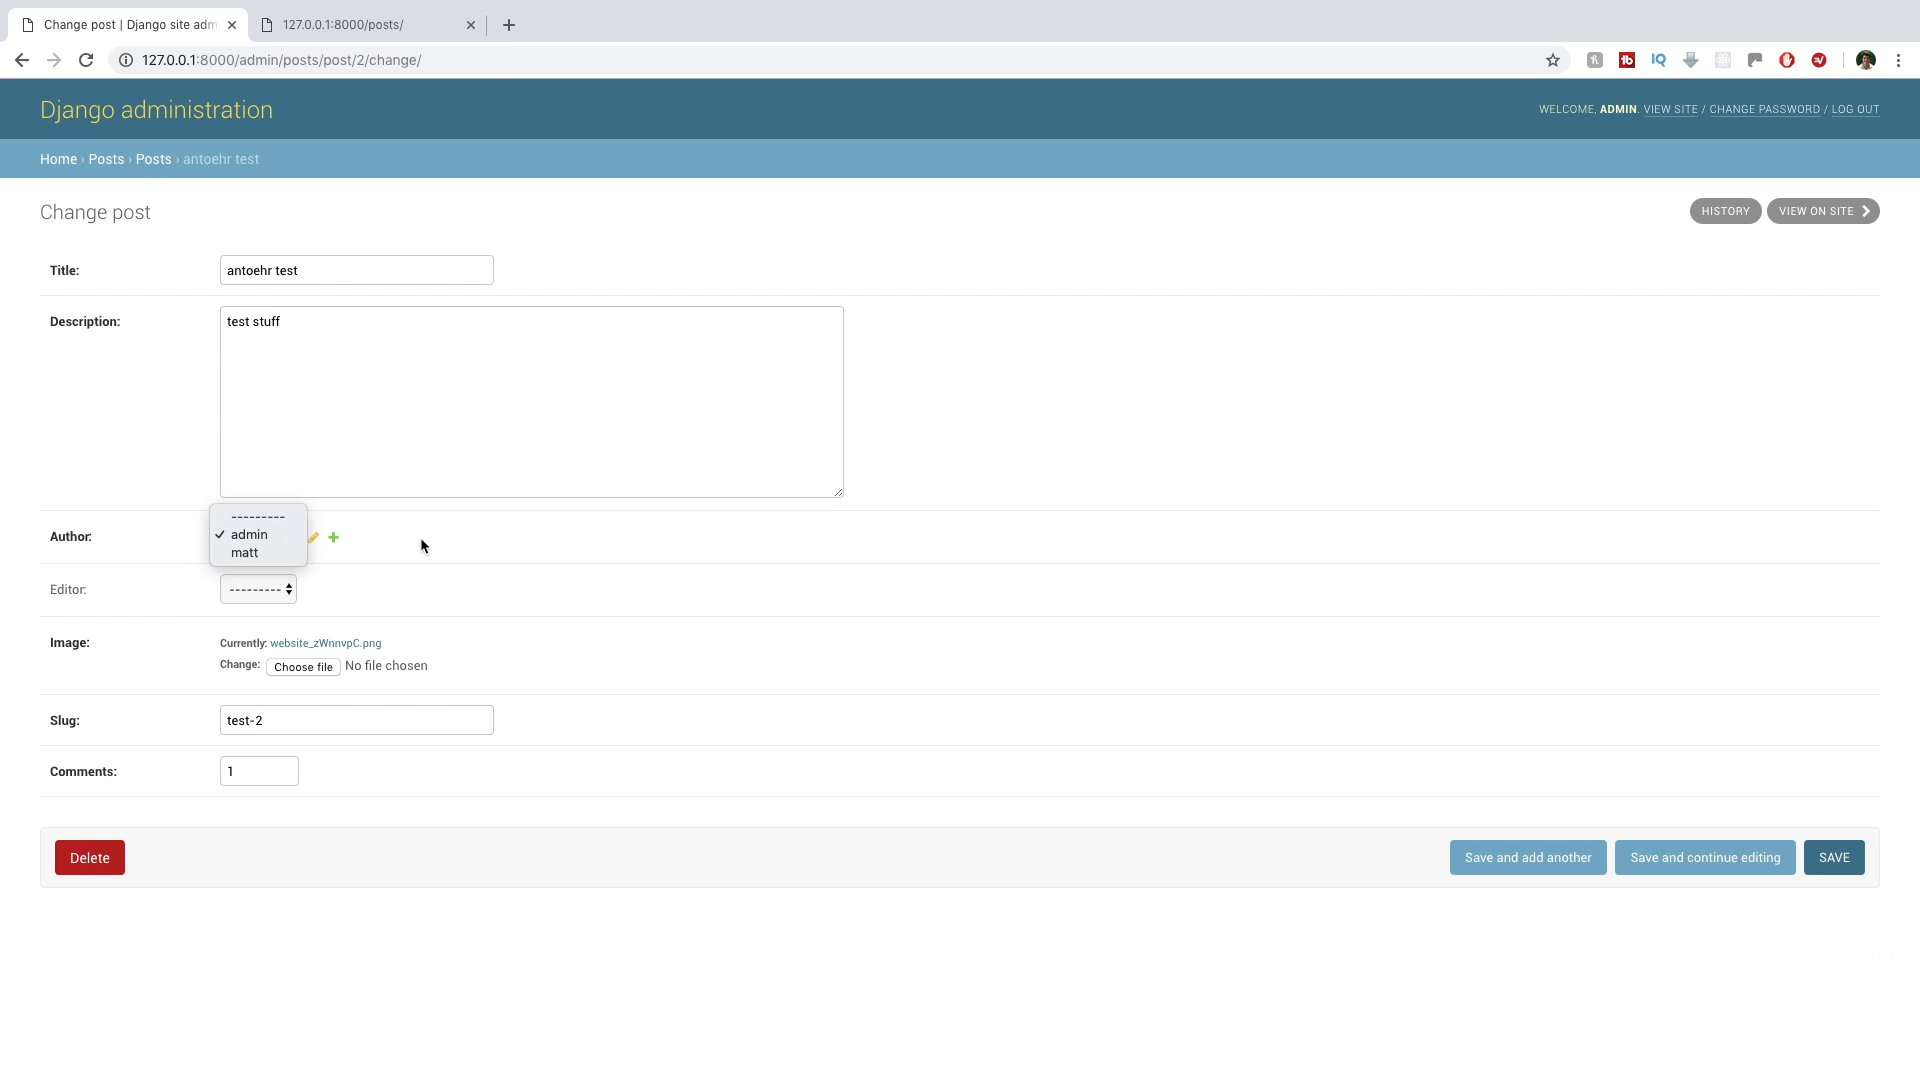 Change post | Django site adm
127.0.0.1:8000/posts/
127.0.0.1:8000/admin/posts/post/2/change/
Django administration
WELCOME, ADMIN. VIEW SITE / CHANGE PASSWORD / LOG OUT
Home › Posts › Posts › antoehr test
Change post
HISTORY
VIEW ON SITE
Title:
antoehr test
Description:
test stuff
Author:
---------
admin
matt
Editor:
---------
Image:
Currently: website_zWnnvpC.png
Change: Choose file No file chosen
Slug:
test-2
Comments:
1
Delete
Save and add another
Save and continue editing
SAVE